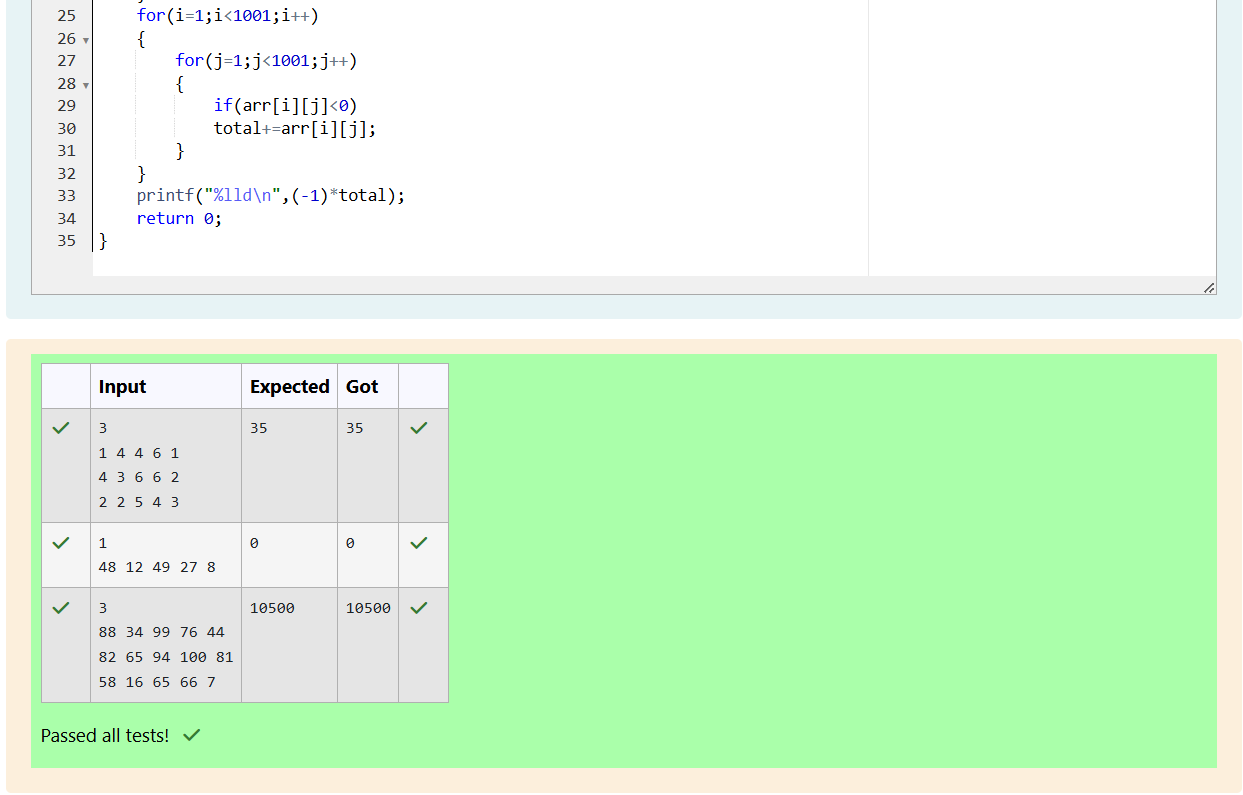 25 for(i=1;i<1001;i++)
26 {
27 for(j=1;j<1001;j++)
28 {
29 if(arr[i][j]<0)
30 total+=arr[i][j];
31 }
32 }
33 printf("%lld\n",(-1)*total);
34 return 0;
35 }
Input Expected Got
3 35 35
1 4 4 6 1
4 3 6 6 2
2 2 5 4 3
1 0 0
48 12 49 27 8
3 10500 10500
88 34 99 76 44
82 65 94 100 81
58 16 65 66 7
Passed all tests!